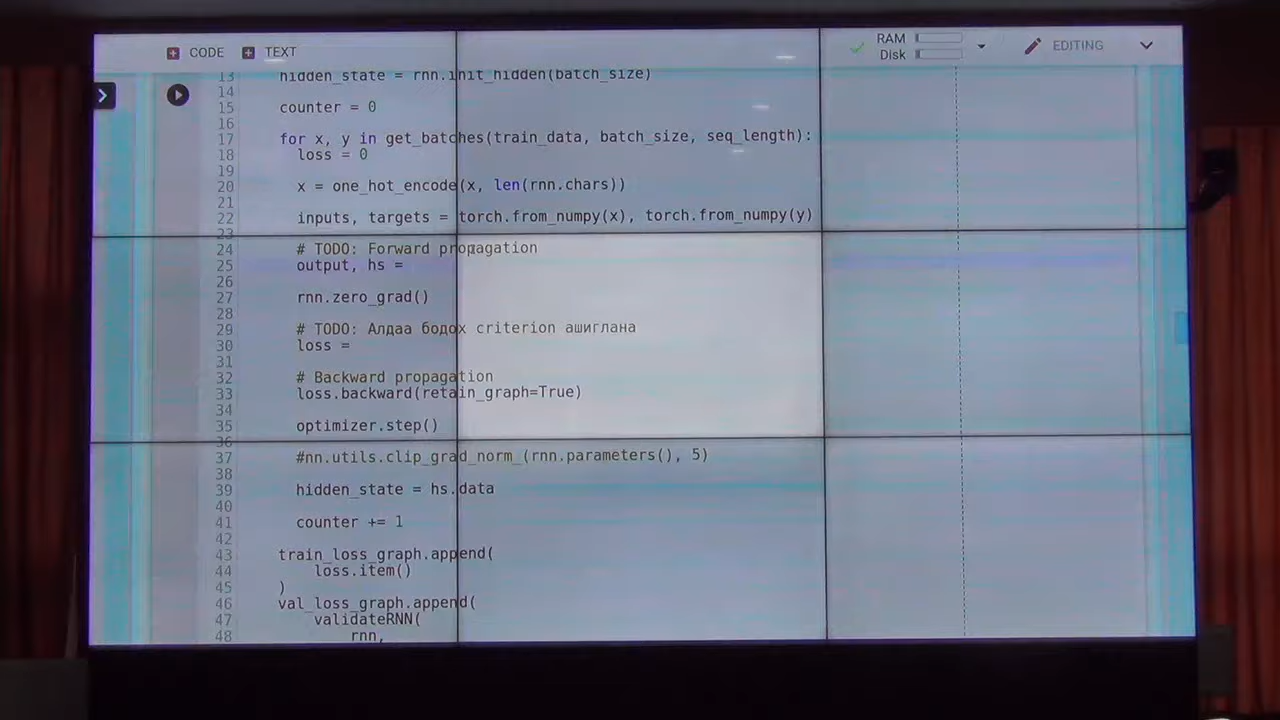 CODE TEXT RAM Disk EDITING
13 hidden_state = rnn.init_hidden(batch_size)
14
15 counter = 0
16
17 for x, y in get_batches(train_data, batch_size, seq_length):
18 loss = 0
19
20 x = one_hot_encode(x, len(rnn.chars))
21
22 inputs, targets = torch.from_numpy(x), torch.from_numpy(y)
23
24 # TODO: Forward propagation
25 output, hs =
26
27 rnn.zero_grad()
28
29 # TODO: Алдаа бодох criterion ашиглана
30 loss =
31
32 # Backward propagation
33 loss.backward(retain_graph=True)
34
35 optimizer.step()
36
37 #nn.utils.clip_grad_norm_(rnn.parameters(), 5)
38
39 hidden_state = hs.data
40
41 counter += 1
42
43 train_loss_graph.append(
44 loss.item()
45 )
46 val_loss_graph.append(
47 validateRNN(
48 rnn,